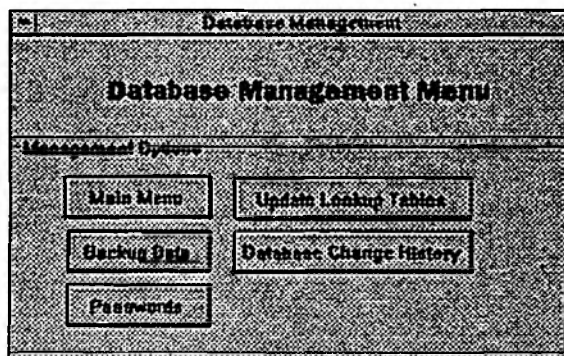 Database Management
Database Management Menu
Management Options
Main Menu
Update Lookup Tables
Backup Data
Database Change History
Passwords